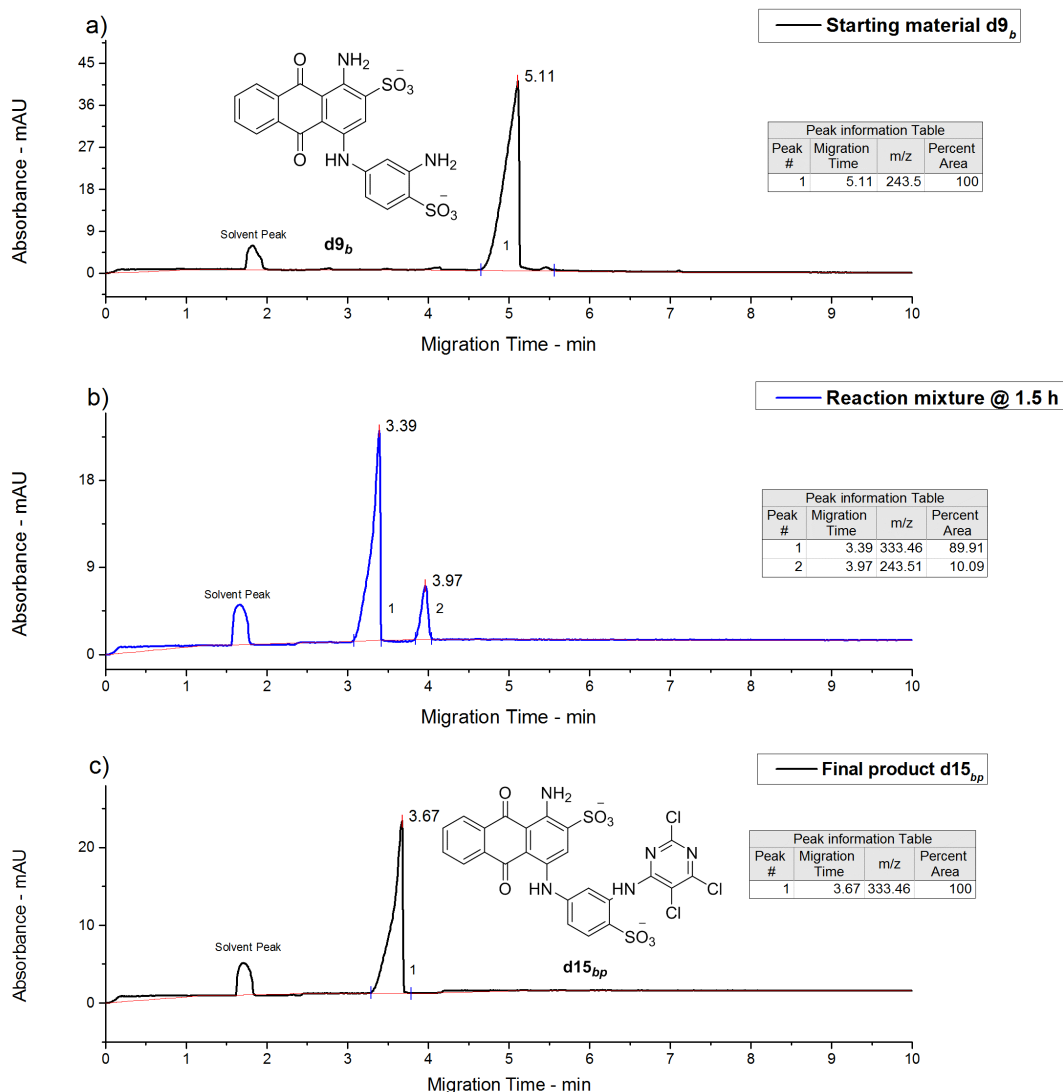 a)
Starting material d9b
Absorbance - mAU
45
36
27
18
9
0
NH2
O
SO3−
O
HN
NH2
SO3−
d9b
Solvent Peak
5.11
1
Peak information Table
Peak # Migration Time m/z Percent Area
1 5.11 243.5 100
0 1 2 3 4 5 6 7 8 9 10
Migration Time - min
b)
Reaction mixture @ 1.5 h
Absorbance - mAU
18
9
0
Solvent Peak
3.39
1
3.97
2
Peak information Table
Peak # Migration Time m/z Percent Area
1 3.39 333.46 89.91
2 3.97 243.51 10.09
0 1 2 3 4 5 6 7 8 9 10
Migration Time - min
c)
Final product d15bp
Absorbance - mAU
20
10
0
Solvent Peak
3.67
1
O
NH2
SO3−
O
HN
HN
SO3−
Cl
N
N
Cl
Cl
d15bp
Peak information Table
Peak # Migration Time m/z Percent Area
1 3.67 333.46 100
0 1 2 3 4 5 6 7 8 9 10
Migration Time - min